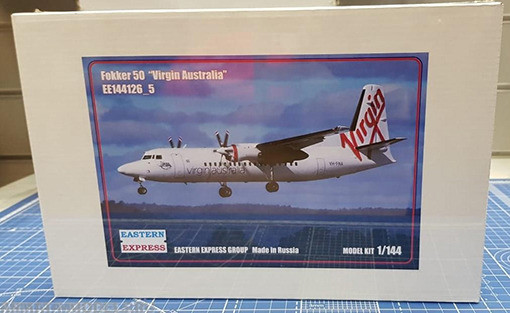 Fokker 50 "Virgin Australia"
EE144126_5
Virgin
virginaustralia
EASTERN
EXPRESS
EASTERN EXPRESS GROUP Made in Russia
MODEL KIT 1/144